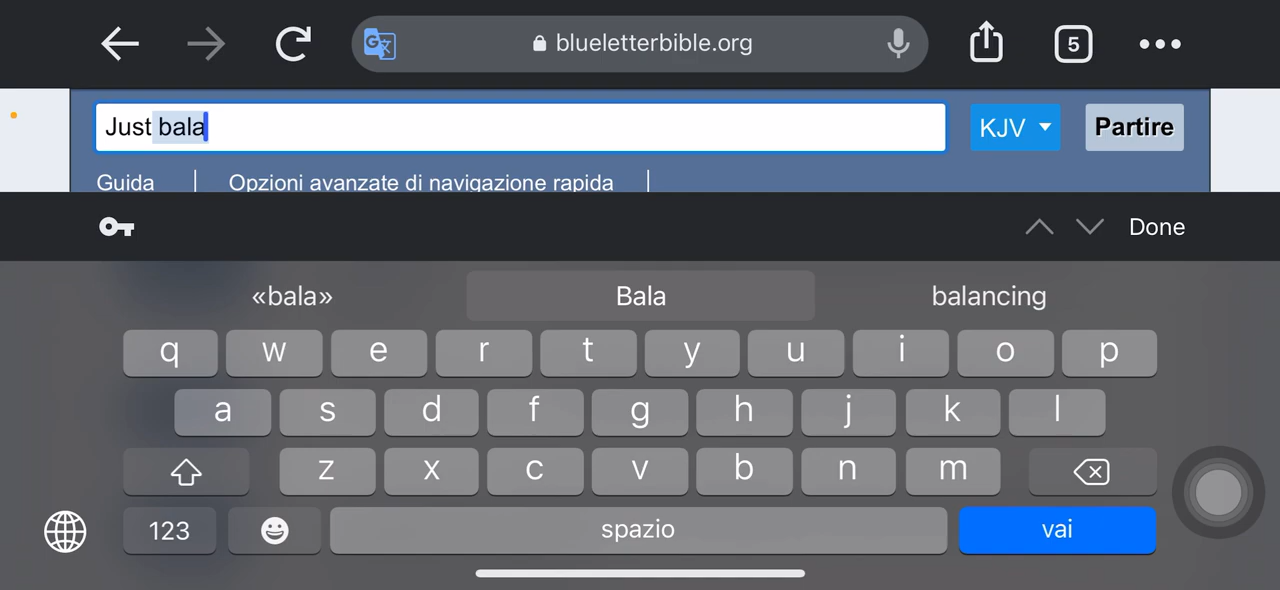 blueletterbible.org 5
Just bala KJV Partire
Guida Opzioni avanzate di navigazione rapida
Done
«bala» Bala balancing
q w e r t y u i o p
a s d f g h j k l
z x c v b n m
123 spazio vai